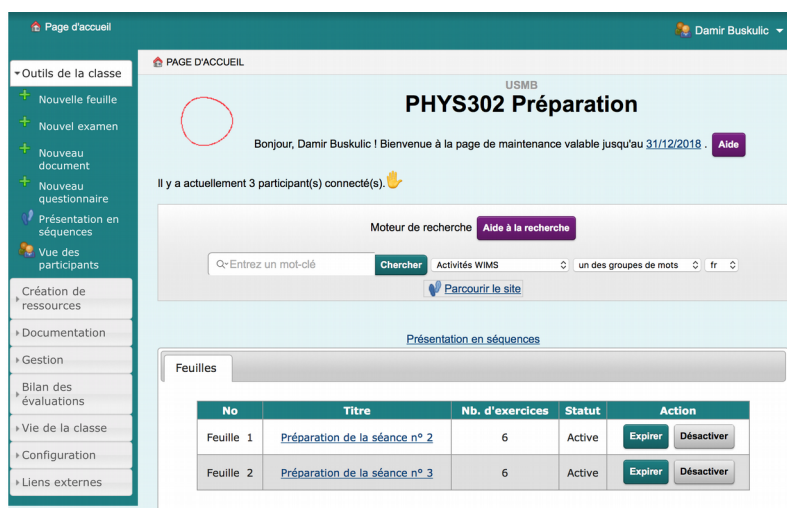 Page d'accueil
Damir Buskulic
PAGE D'ACCUEIL
Outils de la classe
Nouvelle feuille
Nouvel examen
Nouveau
document
Nouveau
questionnaire
Présentation en
séquences
Vue des
participants
Création de
ressources
Documentation
Gestion
Bilan des
évaluations
Vie de la classe
Configuration
Liens externes
USMB
PHYS302 Préparation
Bonjour, Damir Buskulic ! Bienvenue à la page de maintenance valable jusqu'au 31/12/2018 . Aide
Il y a actuellement 3 participant(s) connecté(s).
Moteur de recherche Aide à la recherche
Entrez un mot-clé Chercher Activités WIMS un des groupes de mots fr
Parcourir le site
Présentation en séquences
Feuilles
No Titre Nb. d'exercices Statut Action
Feuille 1 Préparation de la séance nº 2 6 Active Expirer Désactiver
Feuille 2 Préparation de la séance nº 3 6 Active Expirer Désactiver